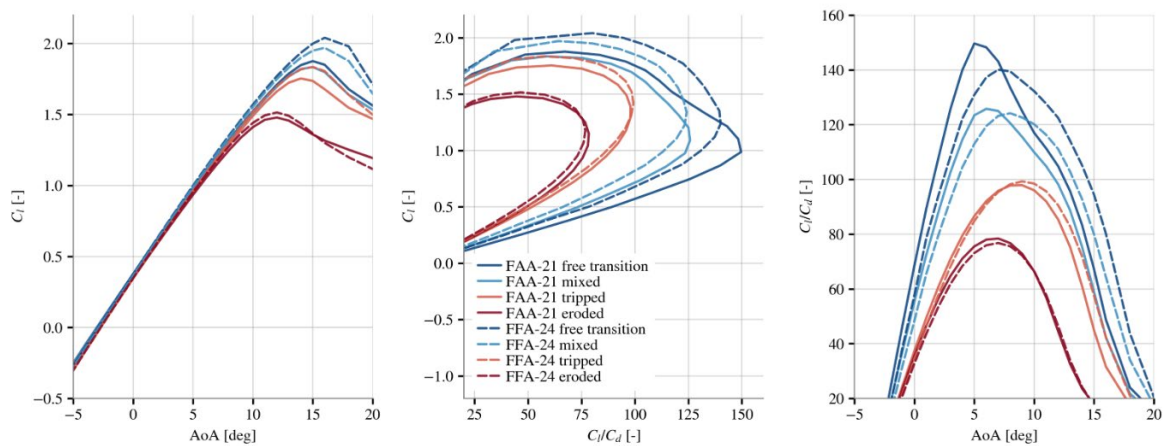 2.0
1.5
1.0
0.5
0.0
−0.5
−5
0
5
10
15
20
AoA [deg]
C_l [-]
2.0
1.5
1.0
0.5
0.0
−0.5
−1.0
25
50
75
100
125
150
C_l/C_d [-]
C_l [-]
FAA-21 free transition
FAA-21 mixed
FAA-21 tripped
FAA-21 eroded
FFA-24 free transition
FFA-24 mixed
FFA-24 tripped
FFA-24 eroded
160
140
120
100
80
60
40
20
−5
0
5
10
15
20
AoA [deg]
C_l/C_d [-]